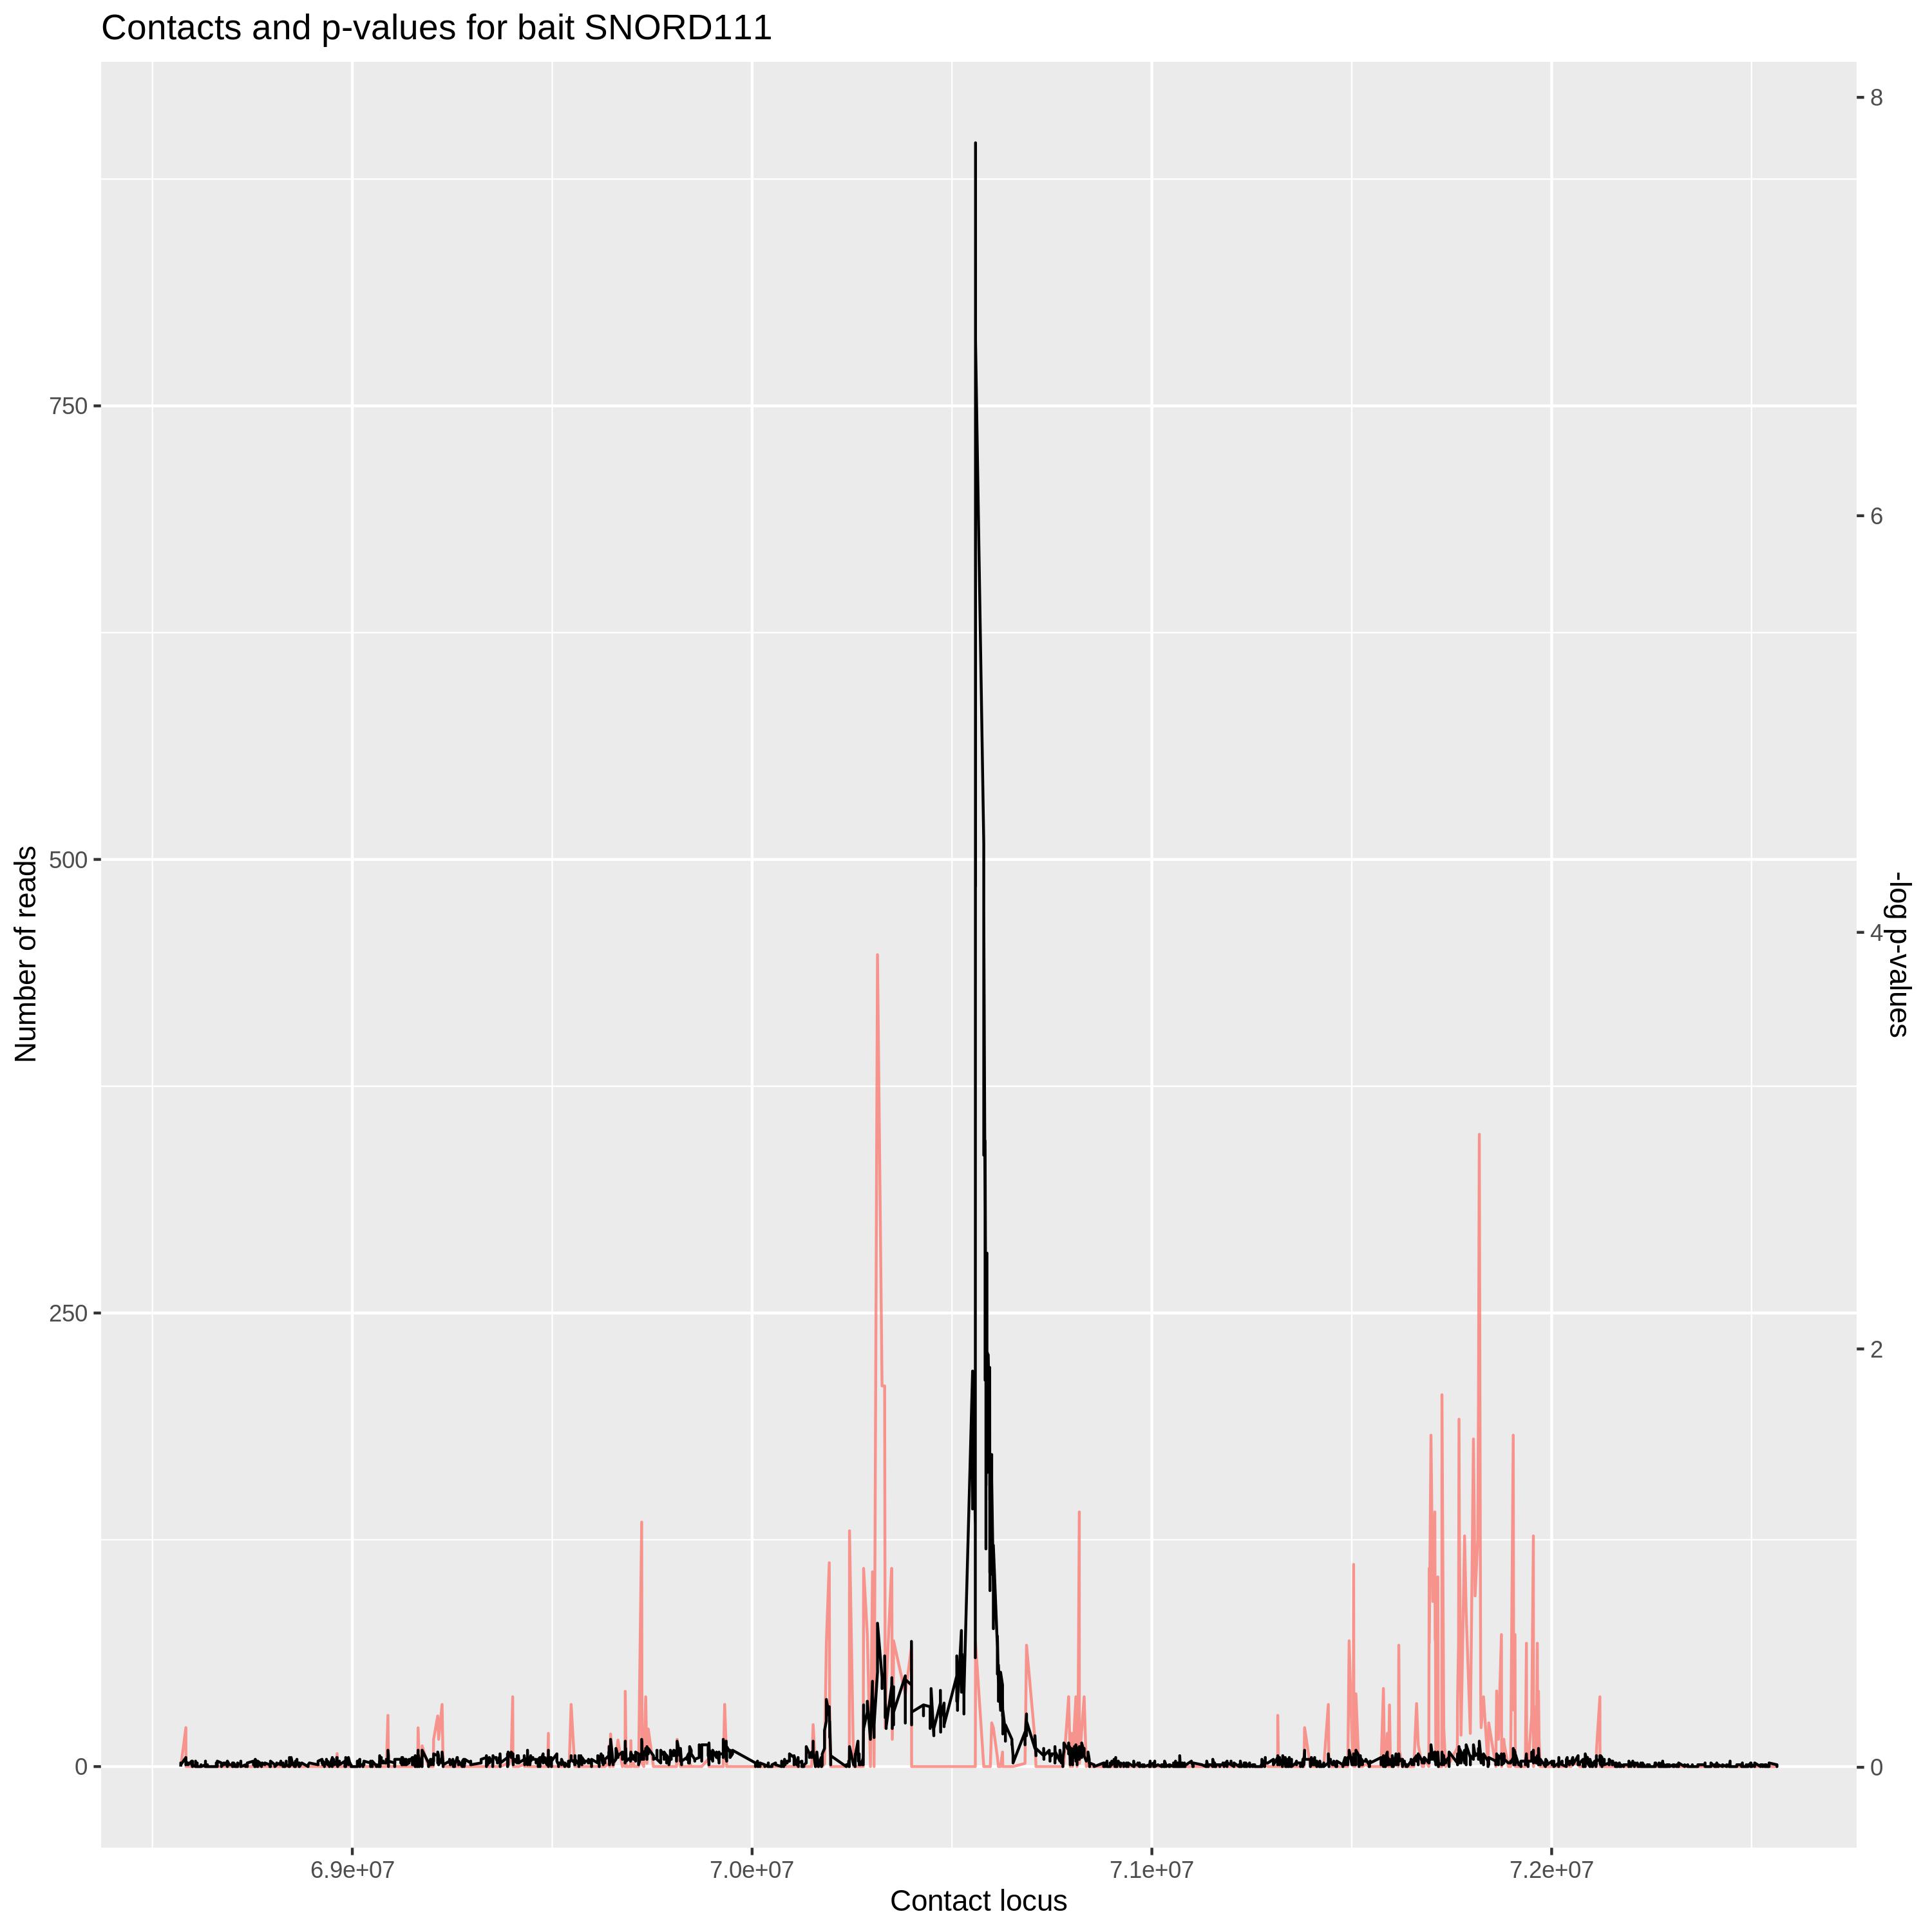 Contacts and p-values for bait SNORD111
8
6
4
2
0
750
500
250
0
Number of reads
-log p-values
6.9e+07 7.0e+07 7.1e+07 7.2e+07
Contact locus